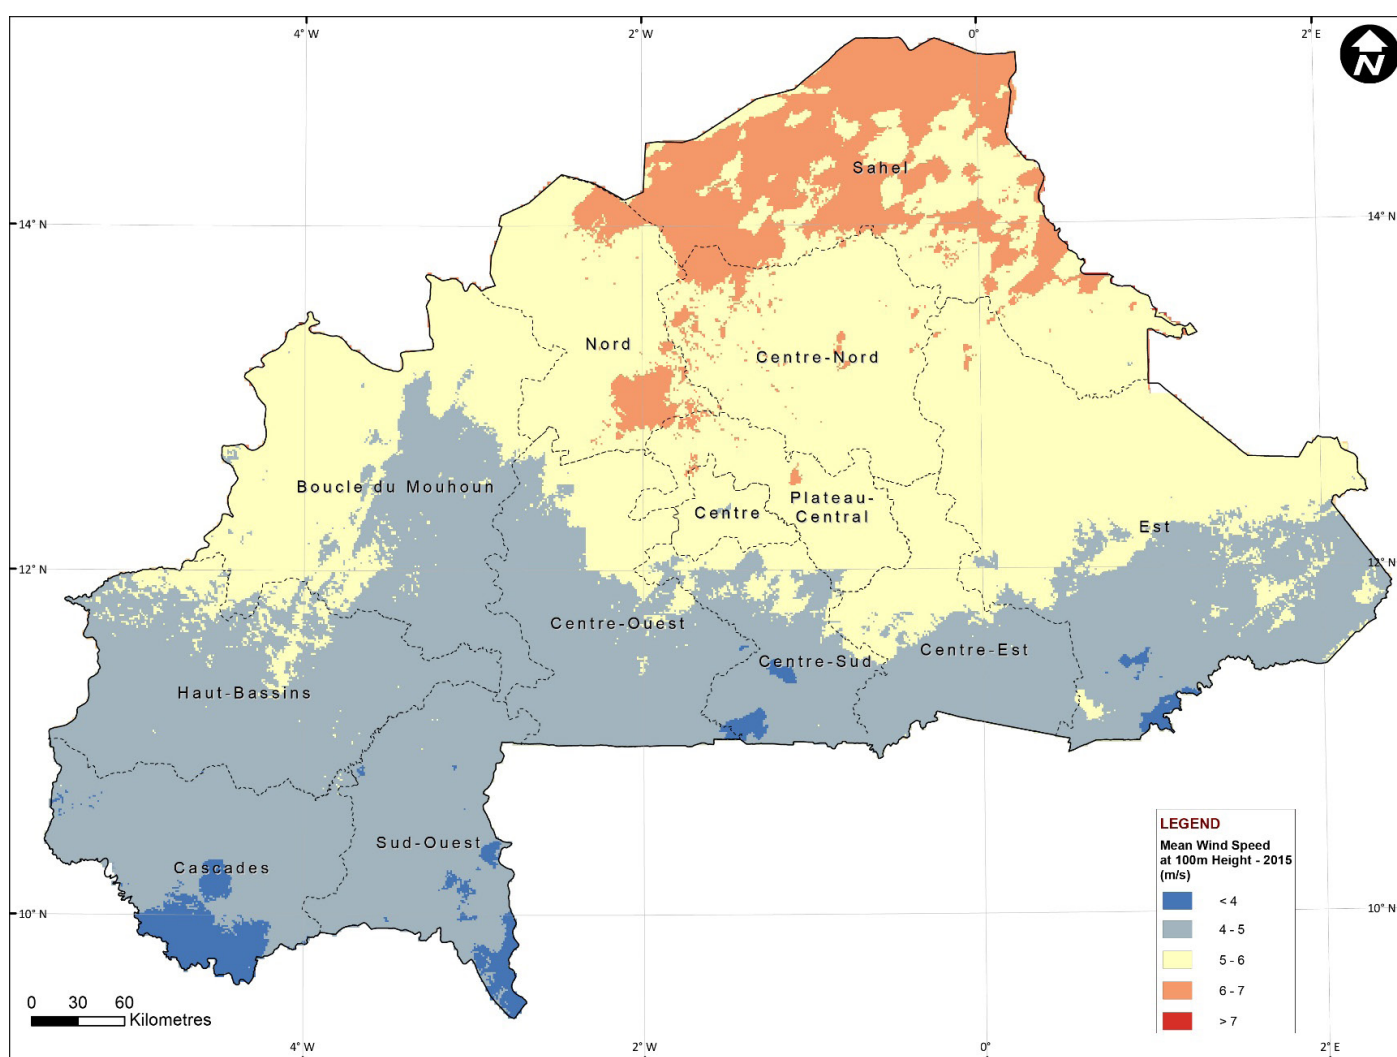 4° W
2° W
0°
2° E
N
14° N
14° N
Sahel
Nord
Centre-Nord
Boucle du Mouhoun
Centre
Plateau-
Central
Est
12° N
12° N
Centre-Ouest
Centre-Sud
Centre-Est
Haut-Bassins
Sud-Ouest
Cascades
10° N
10° N
LEGEND
Mean Wind Speed
at 100m Height - 2015
(m/s)
< 4
4 - 5
5 - 6
6 - 7
> 7
0 30 60
Kilometres
4° W
2° W
0°
2° E